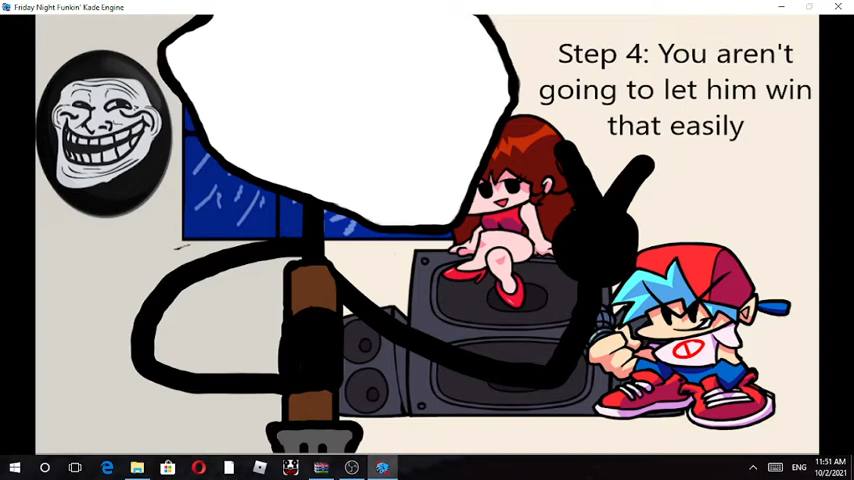 Friday Night Funkin' Kade Engine
Step 4: You aren't
going to let him win
that easily
ENG
11:51 AM
10/2/2021